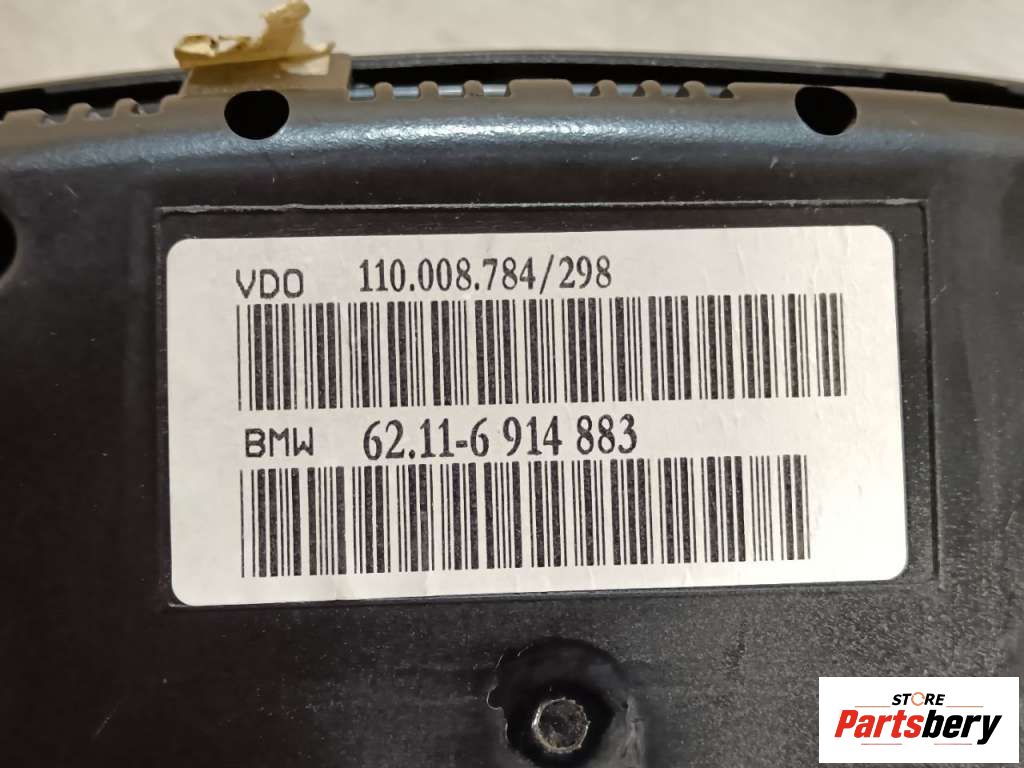 VDO 110.008.784/298
BMW 62.11-6 914 883
STORE
Partsbery